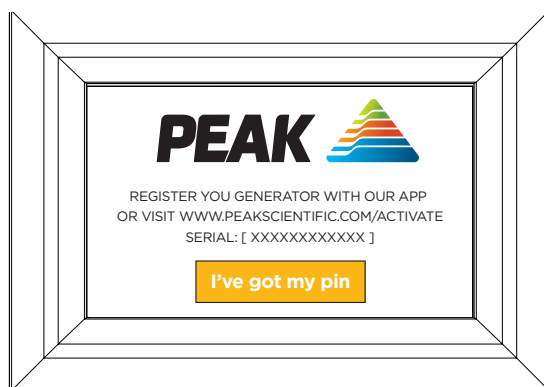 PEAK
REGISTER YOU GENERATOR WITH OUR APP
OR VISIT WWW.PEAKSCIENTIFIC.COM/ACTIVATE
SERIAL: [ XXXXXXXXXXXX ]
I've got my pin